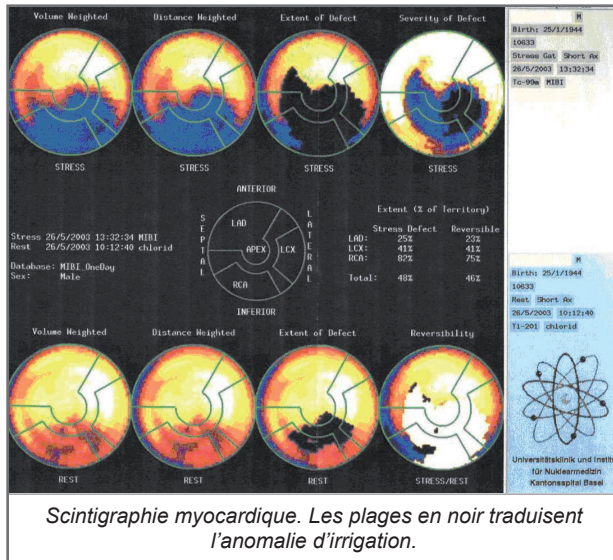 Volume Weighted Distance Weighted Extent of Defect Severity of Defect
STRESS STRESS STRESS STRESS
M
Birth: 25/1/1944
10633
Stress Gat Short Ax
26/5/2003 13:32:34
Tc-99m MIBI
ANTERIOR
SEPTAL
LAD
APEX
LCX
RCA
LATERAL
INFERIOR
Stress 26/5/2003 13:32:34 MIBI
Rest 26/5/2003 10:12:40 chlorid
Database: MIBI_OneDay
Sex: Male
Extent (% of Territory)
Stress Defect Reversible
LAD: 25% 23%
LCX: 41% 41%
RCA: 82% 75%
Total: 48% 46%
M
Birth: 25/1/1944
10633
Rest Short Ax
26/5/2003 10:12:40
Tl-201 chlorid
Volume Weighted Distance Weighted Extent of Defect Reversibility
REST REST REST STRESS/REST
Universitätsklinik und Instit
für Nuklearmedizin
Kantonsspital Basel
Scintigraphie myocardique. Les plages en noir traduisent
l'anomalie d'irrigation.